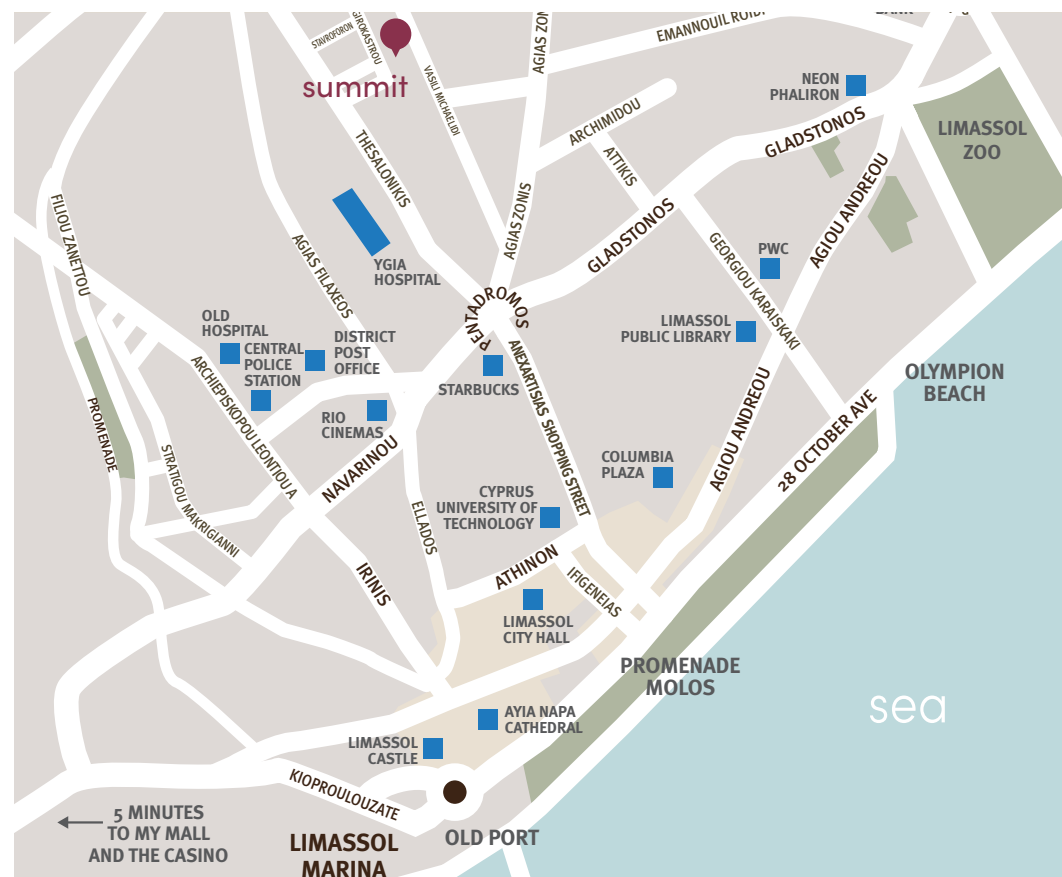 EMANNOUIL ROIDI
STAVROFORON
GIROKASTROU
summit
VASILI MICHAELIDI
AGIAS ZONIS
NEON
PHALIRON
ARCHIMIDOU
ATTIKIS
GLADSTONOS
LIMASSOL
ZOO
THESALONIKIS
FILIOU ZANETTOU
AGIAS FILAXEOS
YGIA
HOSPITAL
AGIAS ZONIS
GLADSTONOS
GEORGIOU KARAISKAKI
PWC
AGIOU ANDREOU
PENTADROMOS
OLD
HOSPITAL
CENTRAL
POLICE
STATION
DISTRICT
POST
OFFICE
LIMASSOL
PUBLIC LIBRARY
STARBUCKS
ANEXARTISIAS SHOPPING STREET
OLYMPION
BEACH
ARCHIEPISKOPOU LEONTIOU A
PROMENADE
RIO
CINEMAS
STRATIGOU MAKRIGIANNI
NAVARINOU
AGIOU ANDREOU
28 OCTOBER AVE
COLUMBIA
PLAZA
CYPRUS
UNIVERSITY OF
TECHNOLOGY
ELLADOS
ATHINON
IFIGENEIAS
IRINIS
LIMASSOL
CITY HALL
PROMENADE
MOLOS
sea
AYIA NAPA
CATHEDRAL
LIMASSOL
CASTLE
KIOPROULOUZATE
5 MINUTES
TO MY MALL
AND THE CASINO
LIMASSOL
MARINA
OLD PORT